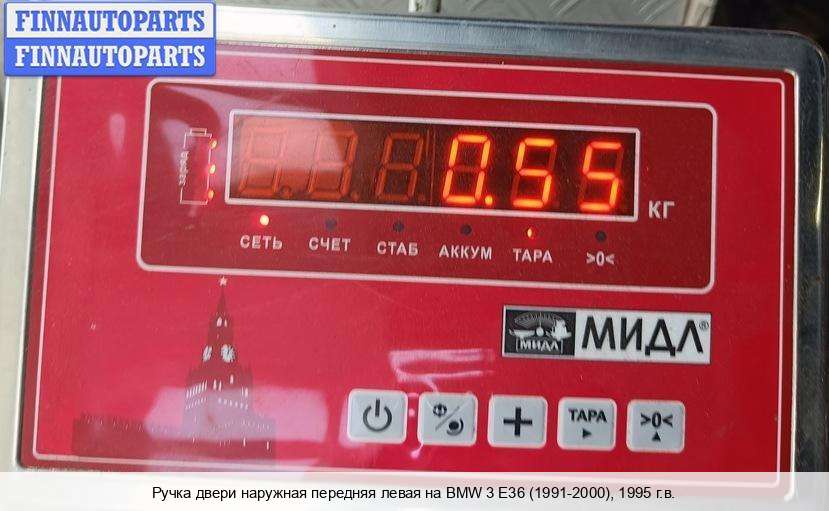 FINNAUTOPARTS
FINNAUTOPARTS
0.55
КГ
СЕТЬ СЧЕТ СТАБ АККУМ ТАРА >0<
МИДЛ МИДЛ®
+ ТАРА >0<
Ручка двери наружная передняя левая на BMW 3 E36 (1991-2000), 1995 г.в.